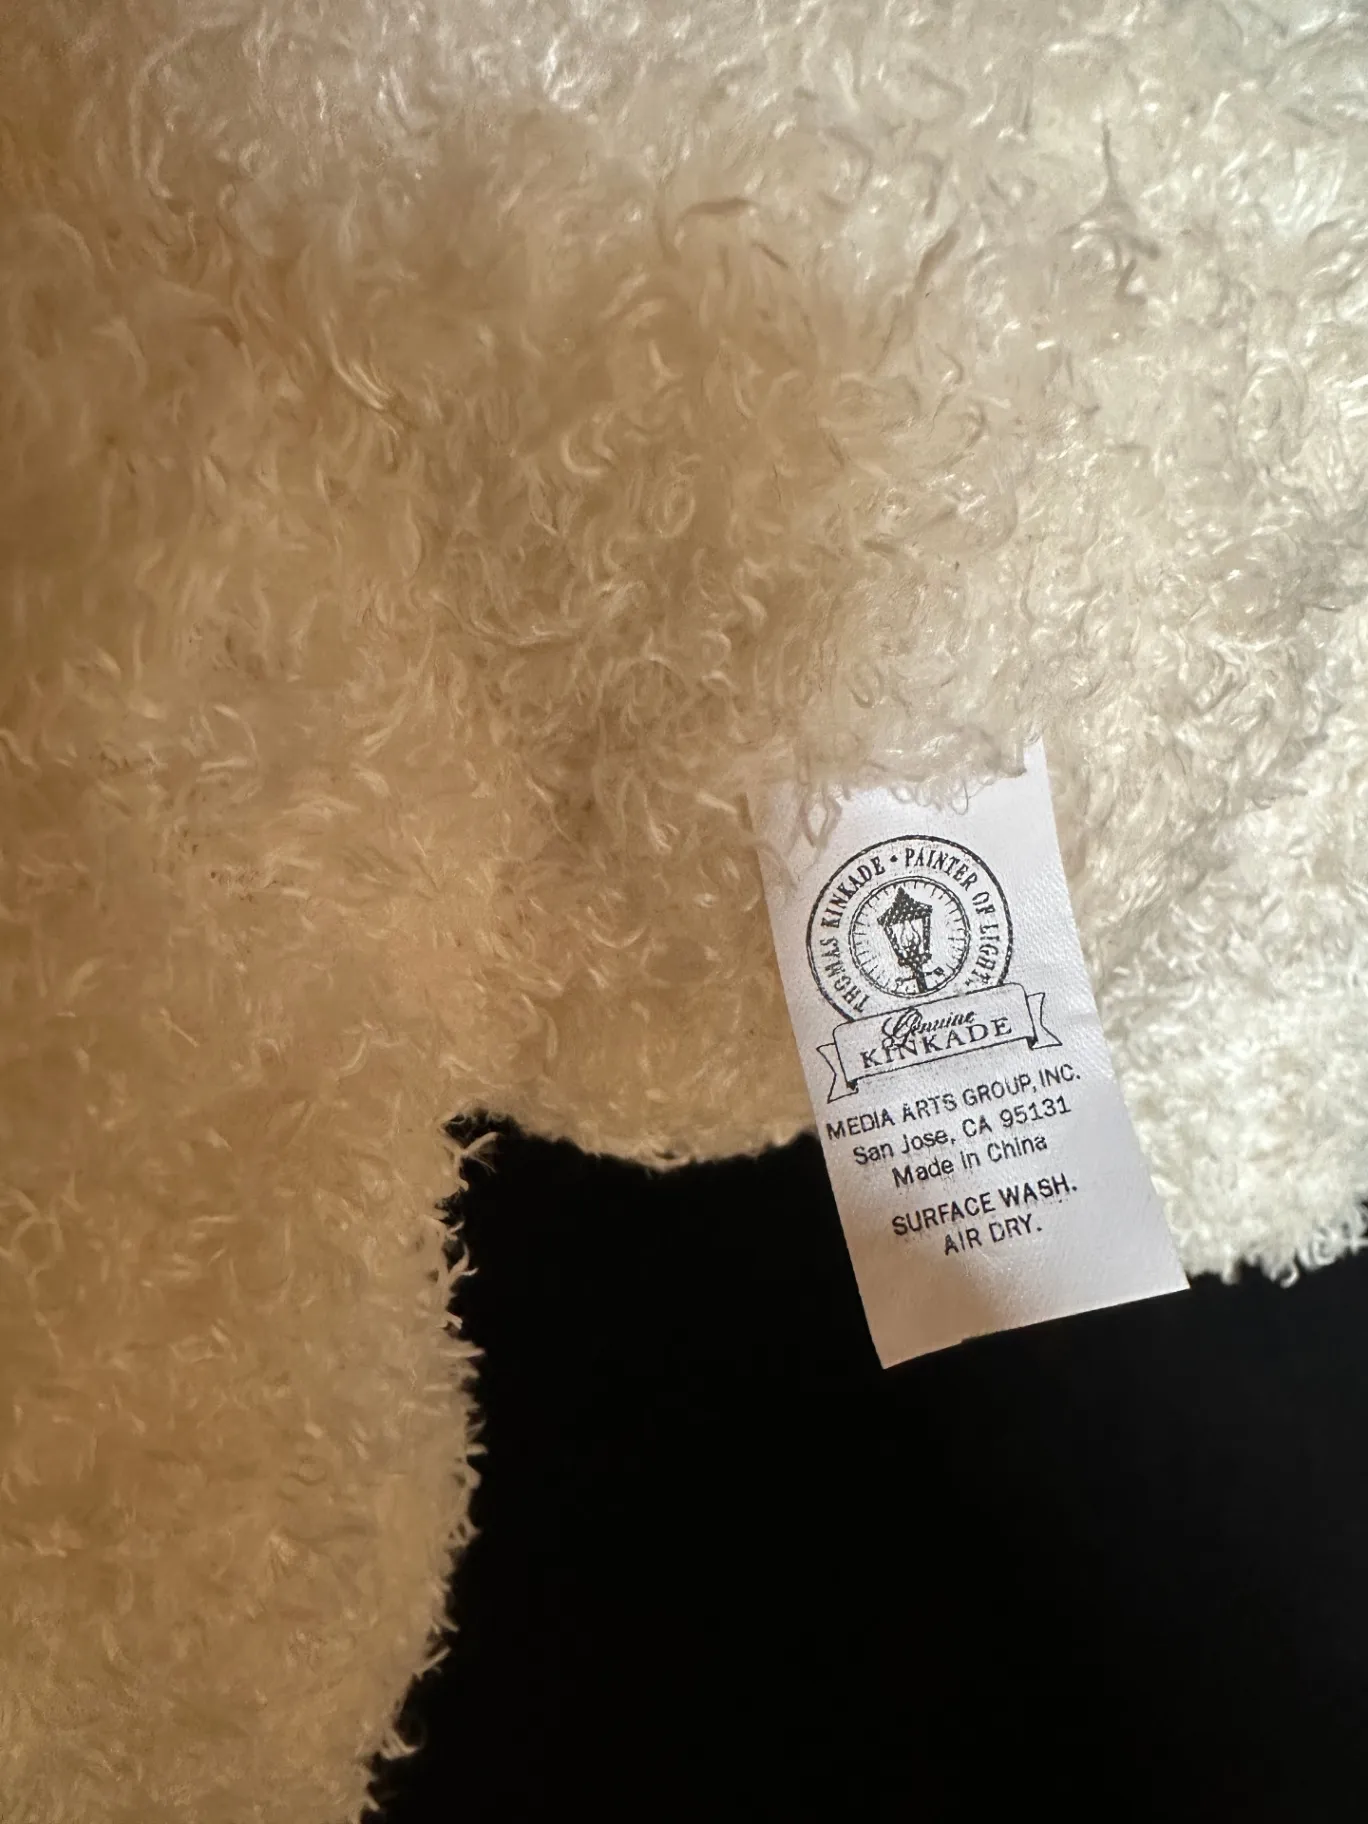 THOMAS KINKADE • PAINTER OF LIGHT.
Genuine
KINKADE
MEDIA ARTS GROUP, INC.
San Jose, CA 95131
Made in China
SURFACE WASH.
AIR DRY.